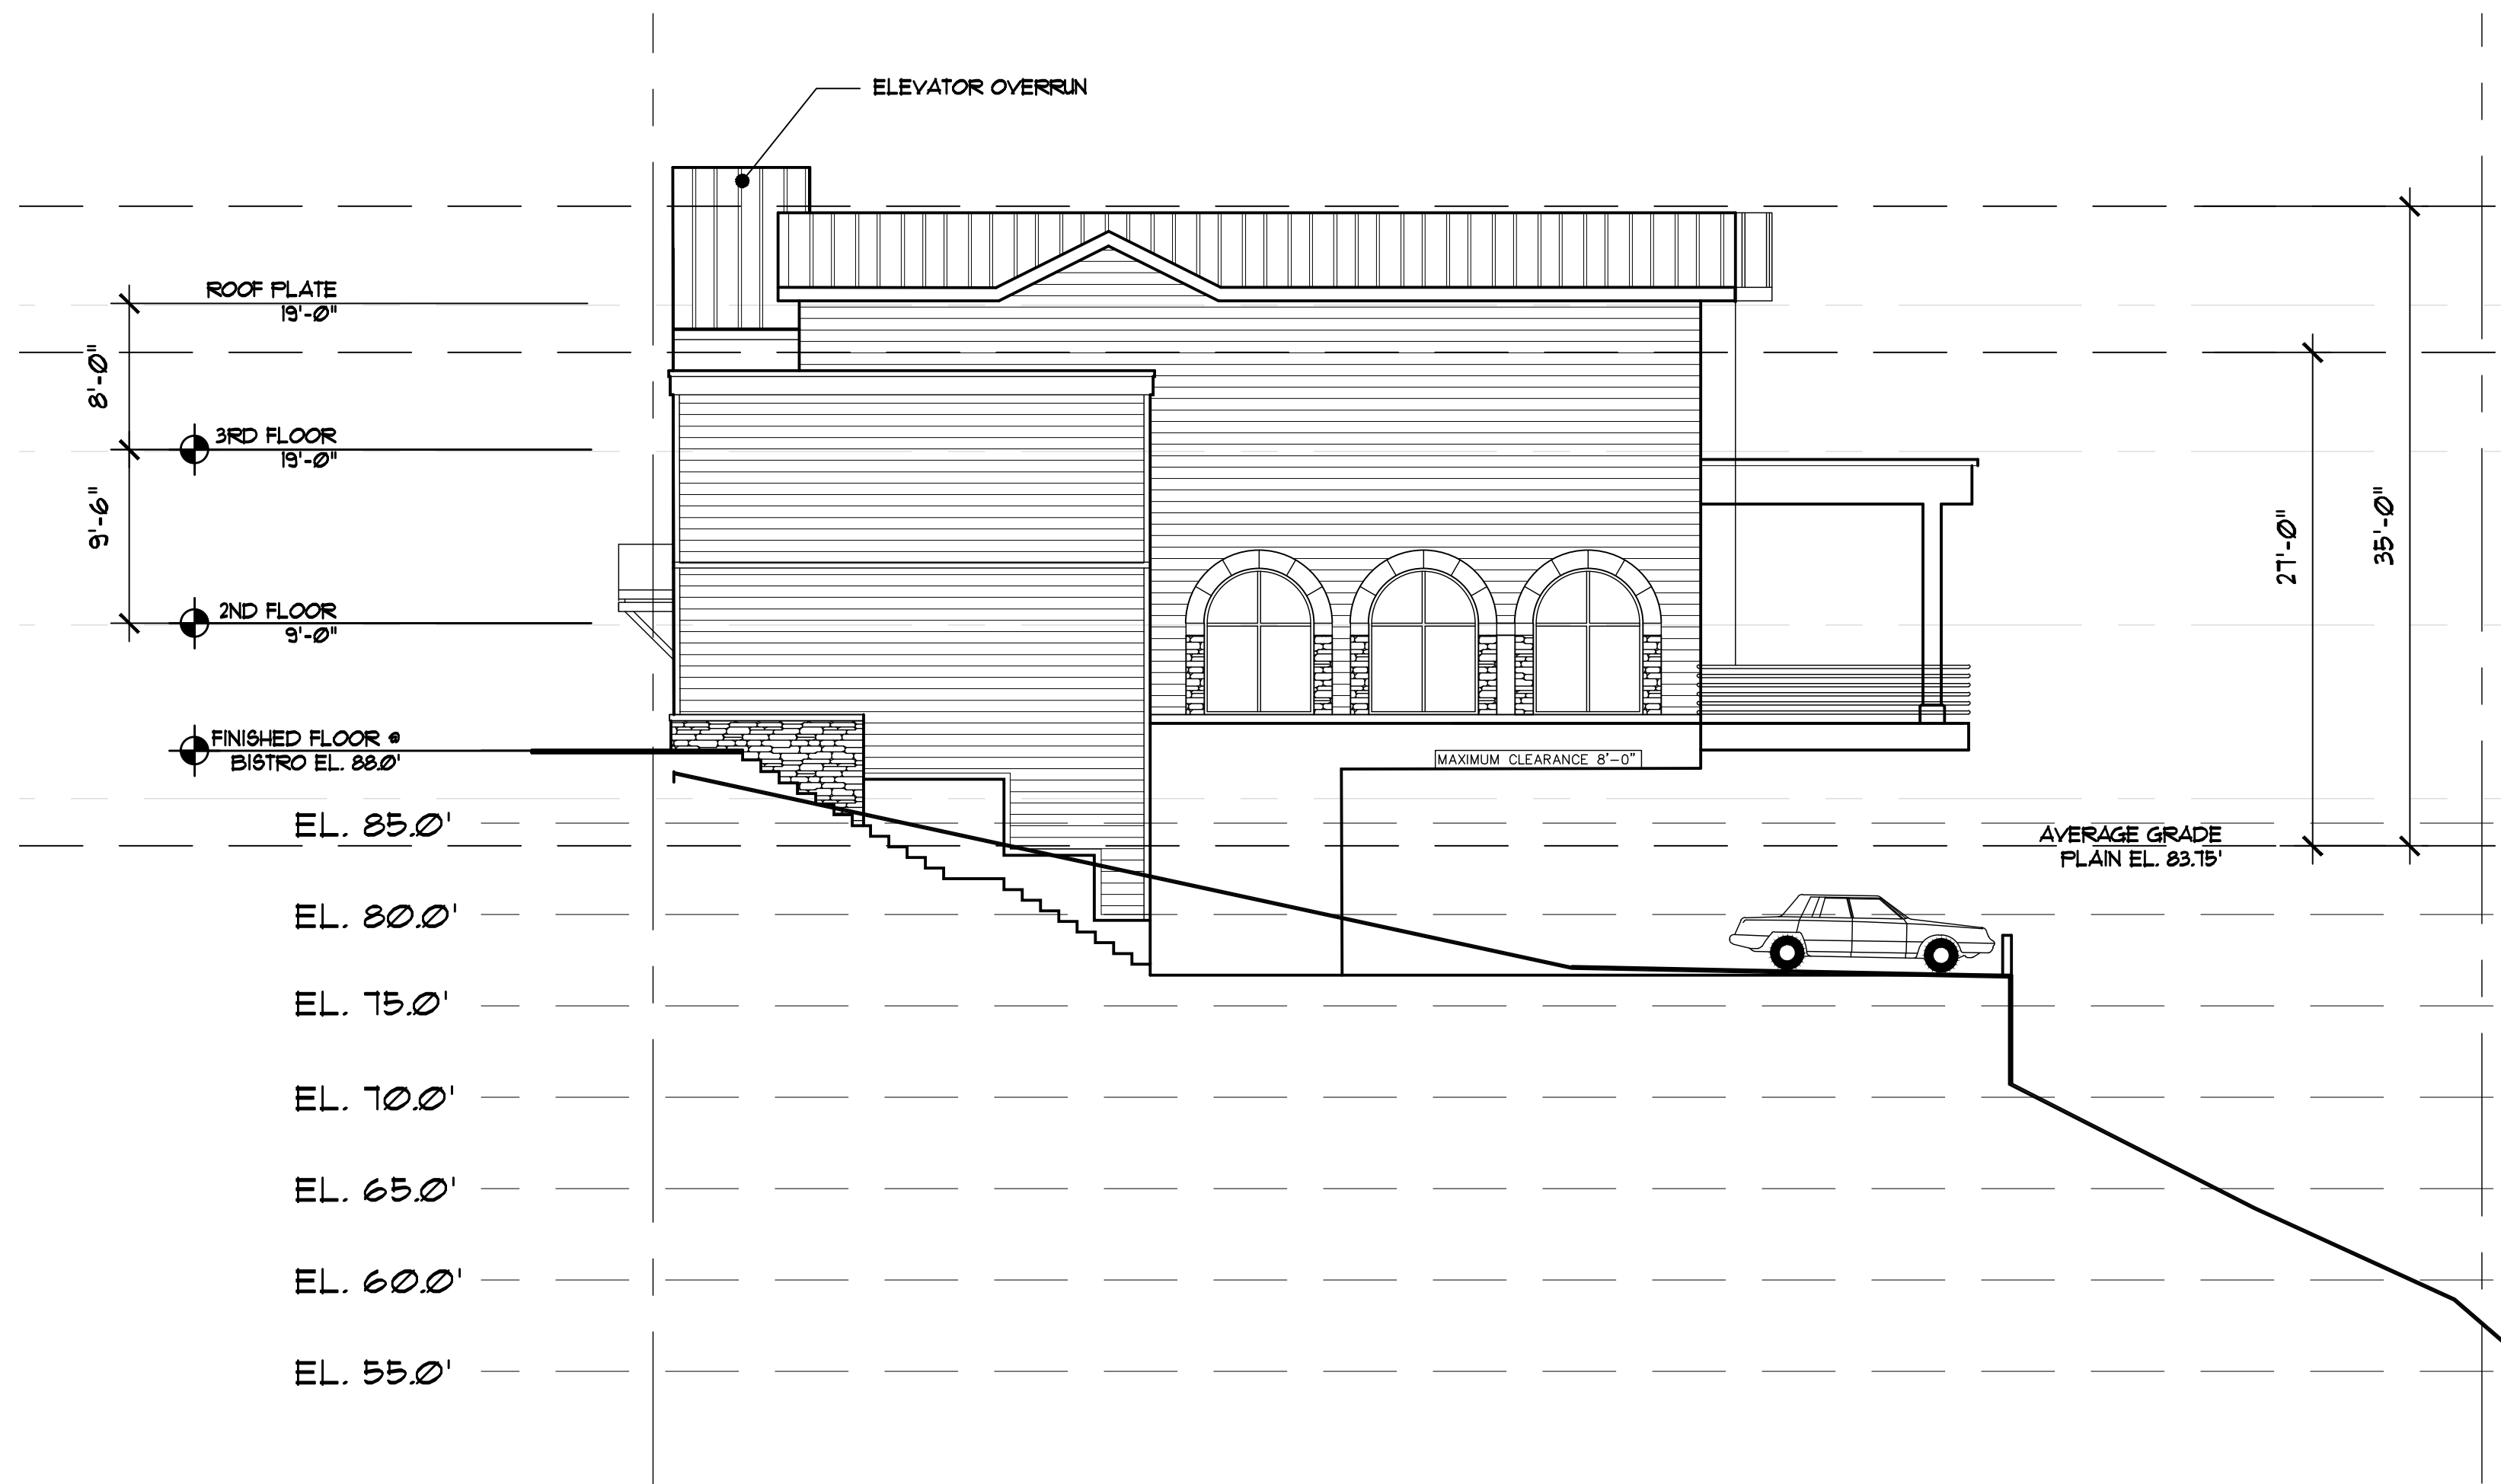 ELEVATOR OVERRUN
ROOF PLATE
19'-0"
8'-0"
3RD FLOOR
19'-0"
9'-6"
2ND FLOOR
9'-0"
27'-0"
35'-0"
FINISHED FLOOR @
BISTRO EL. 88.0'
MAXIMUM CLEARANCE 8'-0"
EL. 85.0'
AVERAGE GRADE
PLAIN EL. 83.75'
EL. 80.0'
EL. 75.0'
EL. 70.0'
EL. 65.0'
EL. 60.0'
EL. 55.0'